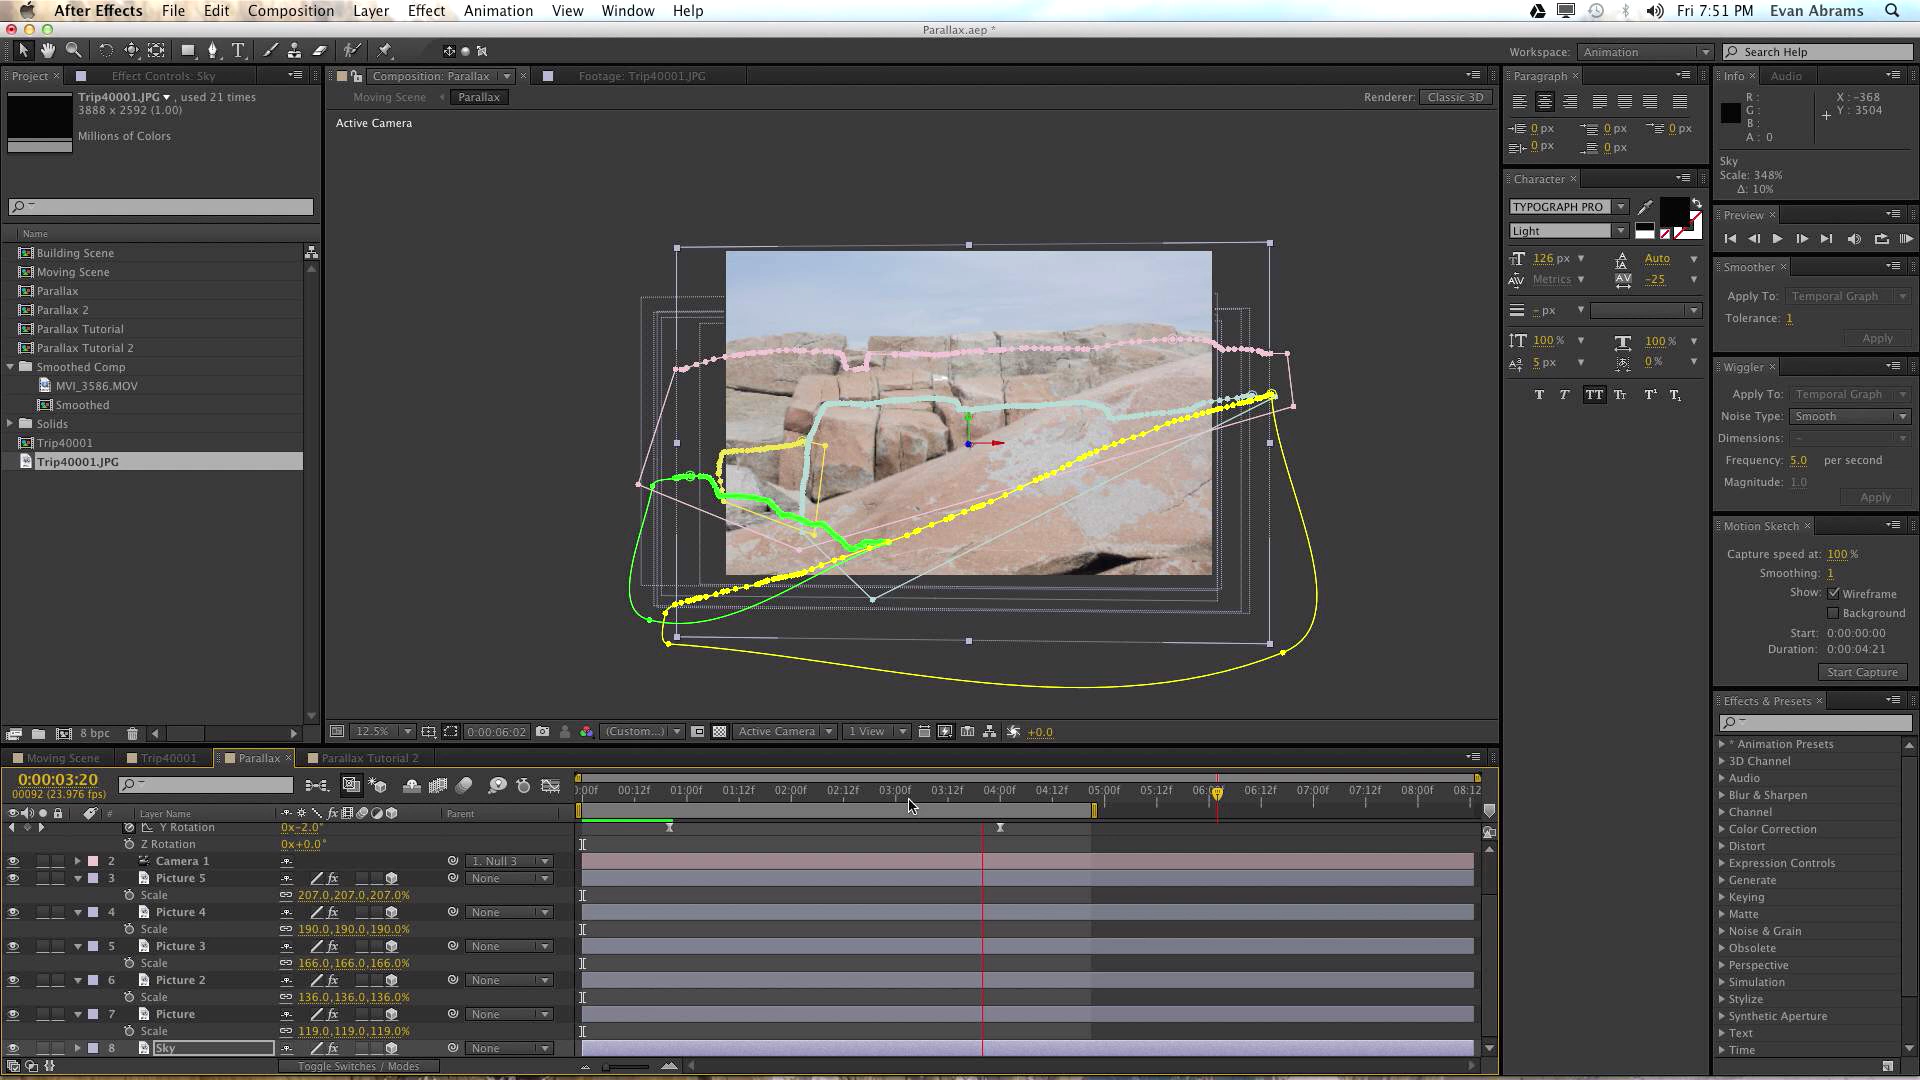 After Effects File Edit Composition Layer Effect Animation View Window Help Fri 7:51 PM Evan Abrams
Parallax.aep *
Workspace: Animation Search Help
Project × Effect Controls: Sky
Trip40001.JPG , used 21 times
3888 x 2592 (1.00)
Millions of Colors
Name
Building Scene
Moving Scene
Parallax
Parallax 2
Parallax Tutorial
Parallax Tutorial 2
Smoothed Comp
MVI_3586.MOV
Smoothed
Solids
Trip40001
Trip40001.JPG
8 bpc
Composition: Parallax × Footage: Trip40001.JPG
Moving Scene Parallax Renderer: Classic 3D
Active Camera
12.5% 0:00:06:02 (Custom...) Active Camera 1 View +0.0
Paragraph ×
0 px 0 px 0 px
0 px 0 px
Character ×
TYPOGRAPH PRO
Light
126 px Auto
Metrics -25
- px
100 % 100 %
5 px 0 %
T T TT Tт T¹ T₁
Info × Audio
R : X : -368
G : Y : 3504
B :
A : 0
Sky
Scale: 348%
Δ: 10%
Preview ×
Smoother ×
Apply To: Temporal Graph
Tolerance: 1
Apply
Wiggler ×
Apply To: Temporal Graph
Noise Type: Smooth
Dimensions: -
Frequency: 5.0 per second
Magnitude: 1.0
Apply
Motion Sketch ×
Capture speed at: 100 %
Smoothing: 1
Show: Wireframe
Background
Start: 0:00:00:00
Duration: 0:00:04:21
Start Capture
Effects & Presets ×
* Animation Presets
3D Channel
Audio
Blur & Sharpen
Channel
Color Correction
Distort
Expression Controls
Generate
Keying
Matte
Noise & Grain
Obsolete
Perspective
Simulation
Stylize
Synthetic Aperture
Text
Time
Moving Scene Trip40001 Parallax × Parallax Tutorial 2
0:00:03:20
00092 (23.976 fps)
:00f 00:12f 01:00f 01:12f 02:00f 02:12f 03:00f 03:12f 04:00f 04:12f 05:00f 05:12f 06:0 06:12f 07:00f 07:12f 08:00f 08:12
# Layer Name Parent
Y Rotation 0x-2.0°
Z Rotation 0x+0.0°
2 Camera 1 1. Null 3
3 Picture 5 fx None
Scale 207.0,207.0,207.0%
4 Picture 4 fx None
Scale 190.0,190.0,190.0%
5 Picture 3 fx None
Scale 166.0,166.0,166.0%
6 Picture 2 fx None
Scale 136.0,136.0,136.0%
7 Picture fx None
Scale 119.0,119.0,119.0%
8 Sky fx None
Toggle Switches / Modes